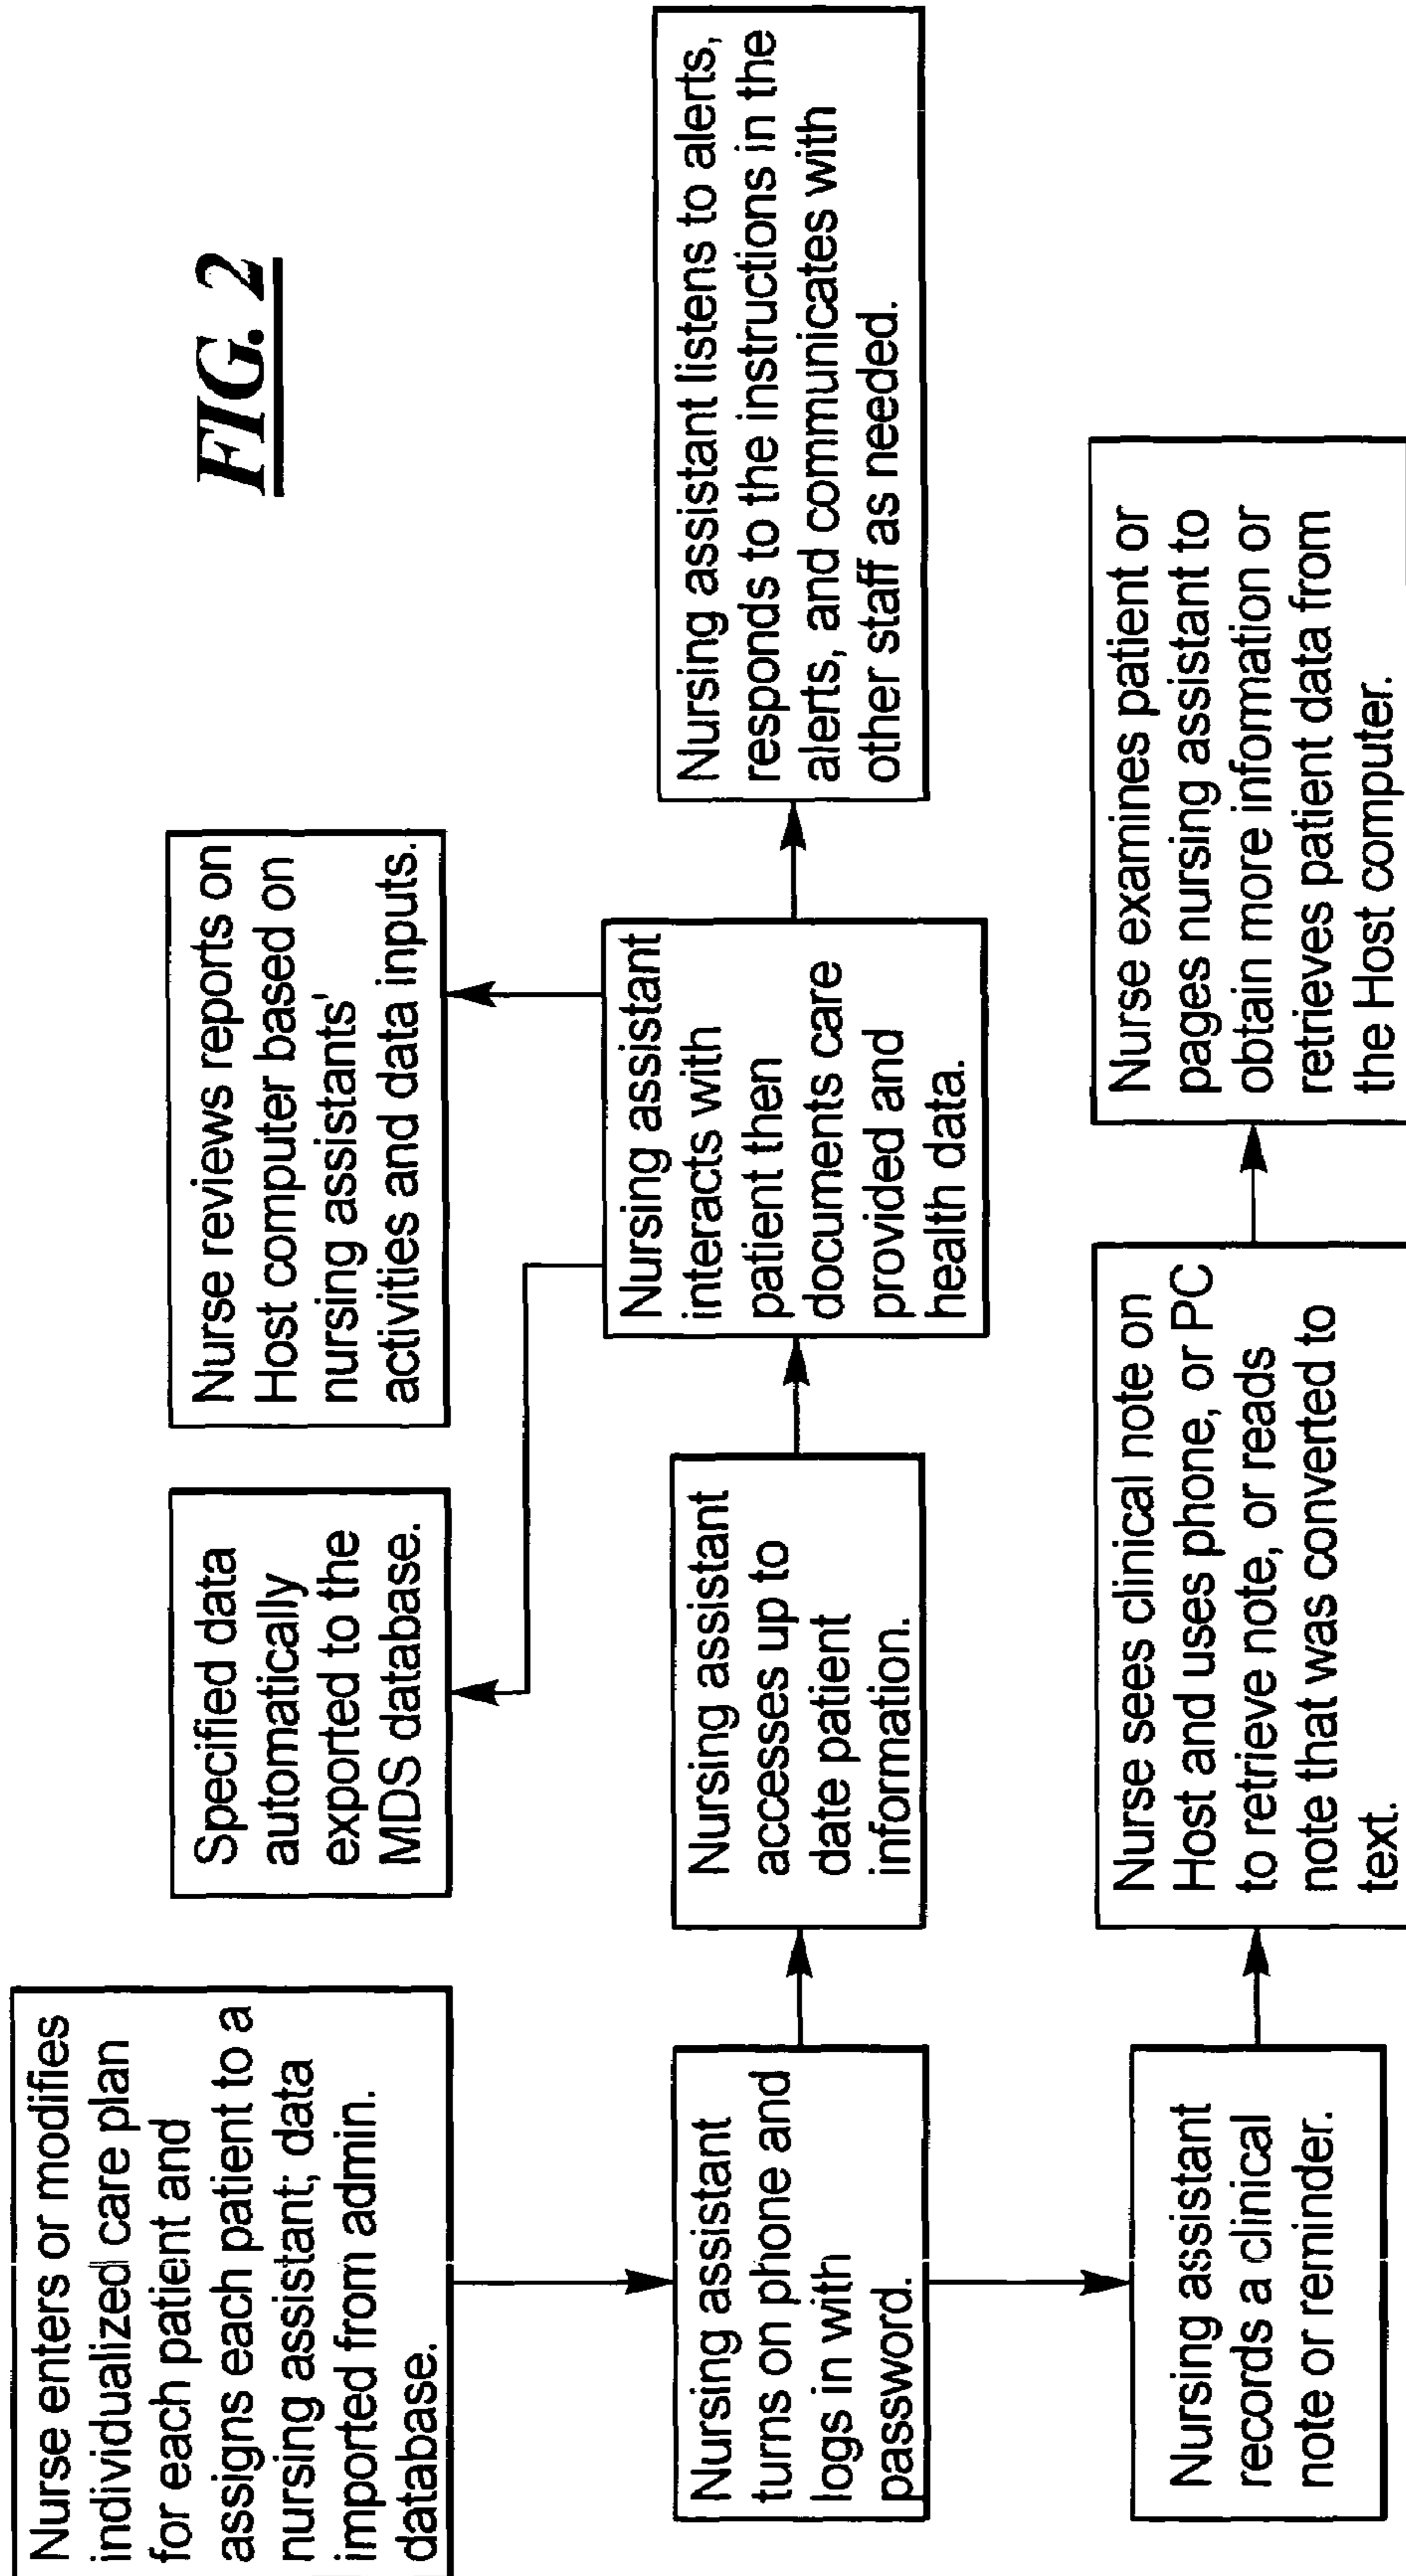 FIG. 2
Nurse enters or modifies
individualized care plan
for each patient and
assigns each patient to a
nursing assistant; data
imported from admin.
database.
Specified data
automatically
exported to the
MDS database.
Nurse reviews reports on
Host computer based on
nursing assistants'
activities and data inputs.
Nursing assistant
turns on phone and
logs in with
password.
Nursing assistant
accesses up to
date patient
information.
Nursing assistant
interacts with
patient then
documents care
provided and
health data.
Nursing assistant listens to alerts,
responds to the instructions in the
alerts, and communicates with
other staff as needed.
Nursing assistant
records a clinical
note or reminder.
Nurse sees clinical note on
Host and uses phone, or PC
to retrieve note, or reads
note that was converted to
text.
Nurse examines patient or
pages nursing assistant to
obtain more information or
retrieves patient data from
the Host computer.